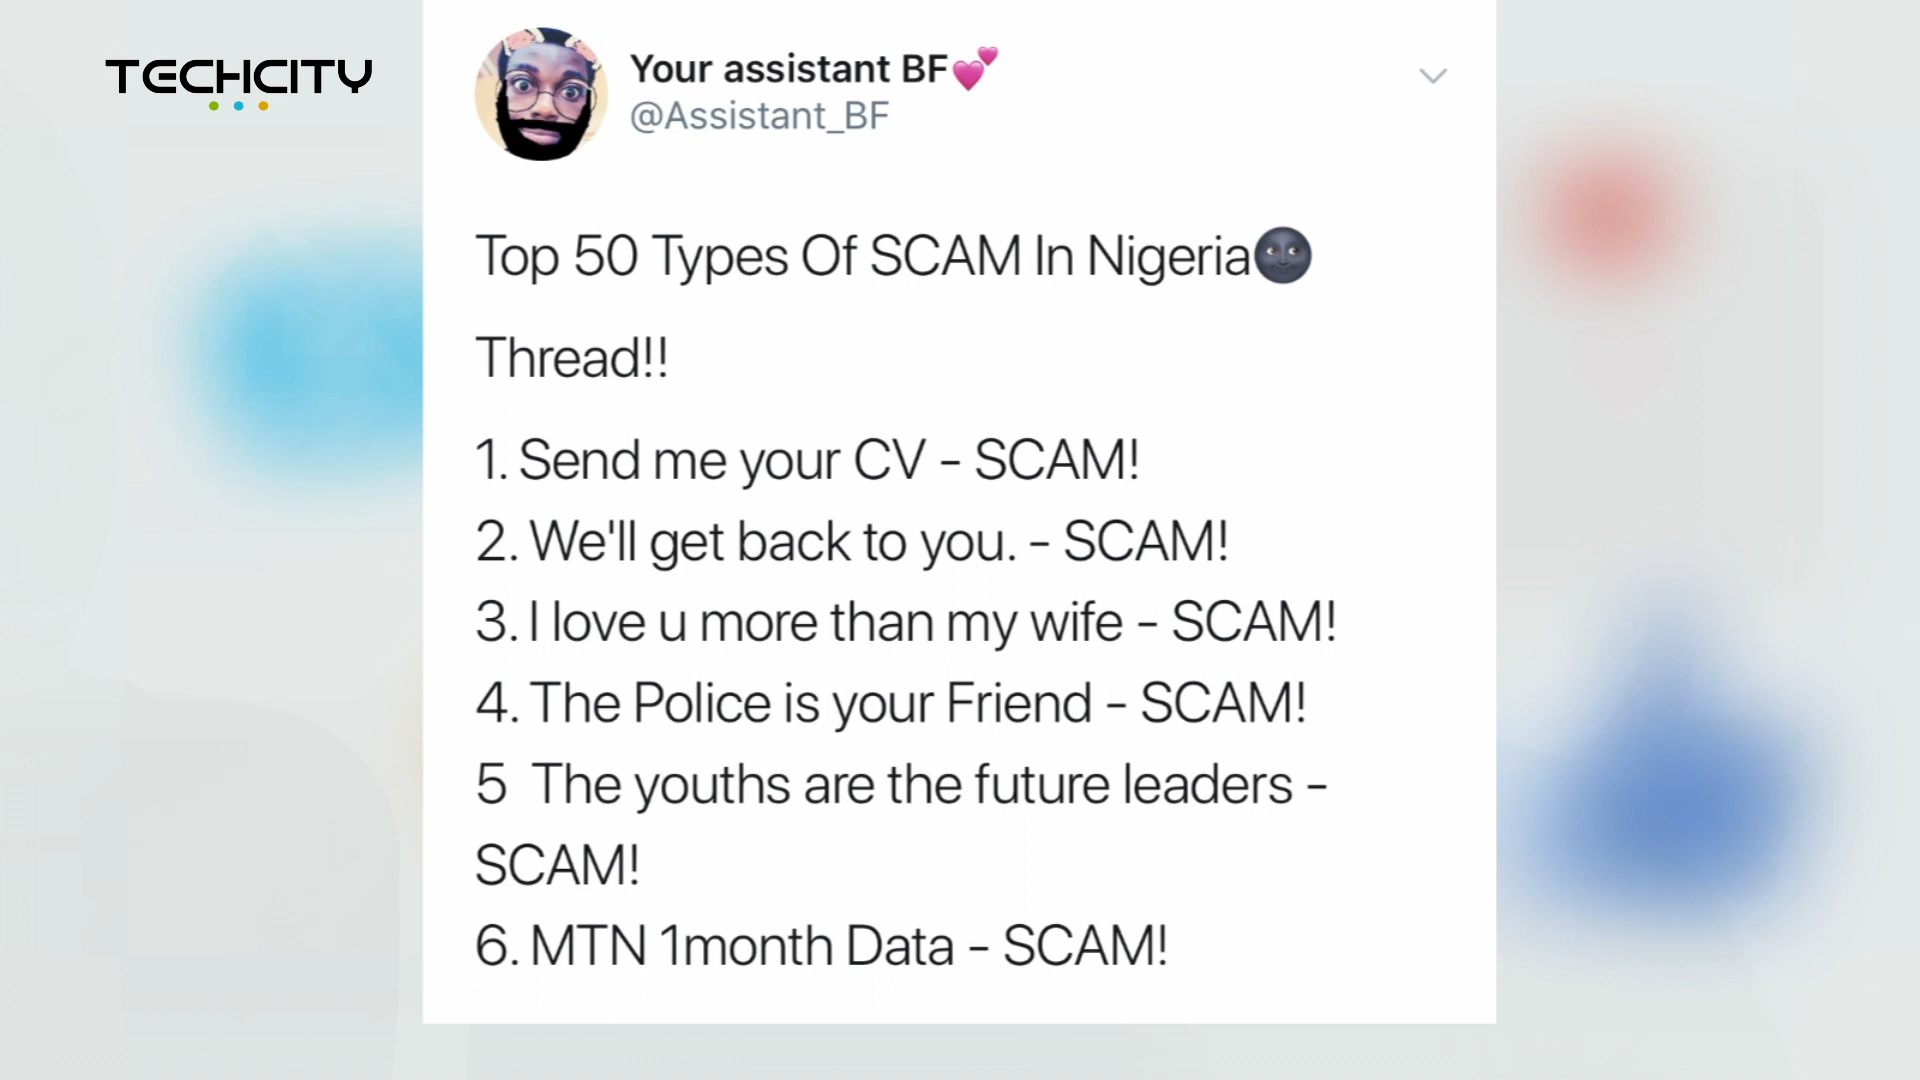 TECHCITY
Your assistant BF💕
@Assistant_BF
Top 50 Types Of SCAM In Nigeria🌚
Thread!!
1. Send me your CV - SCAM!
2. We'll get back to you. - SCAM!
3. I love u more than my wife - SCAM!
4. The Police is your Friend - SCAM!
5  The youths are the future leaders -
SCAM!
6. MTN 1month Data - SCAM!